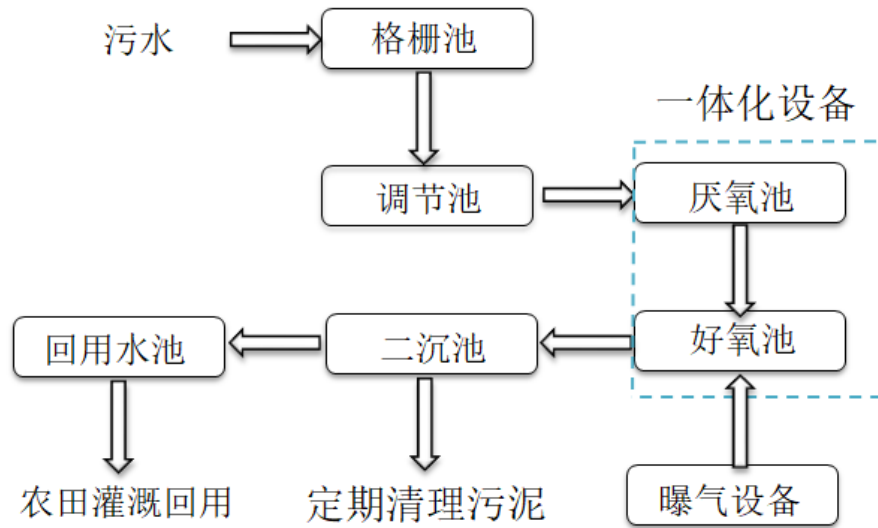 污水
格栅池
一体化设备
调节池
厌氧池
回用水池
二沉池
好氧池
农田灌溉回用
定期清理污泥
曝气设备